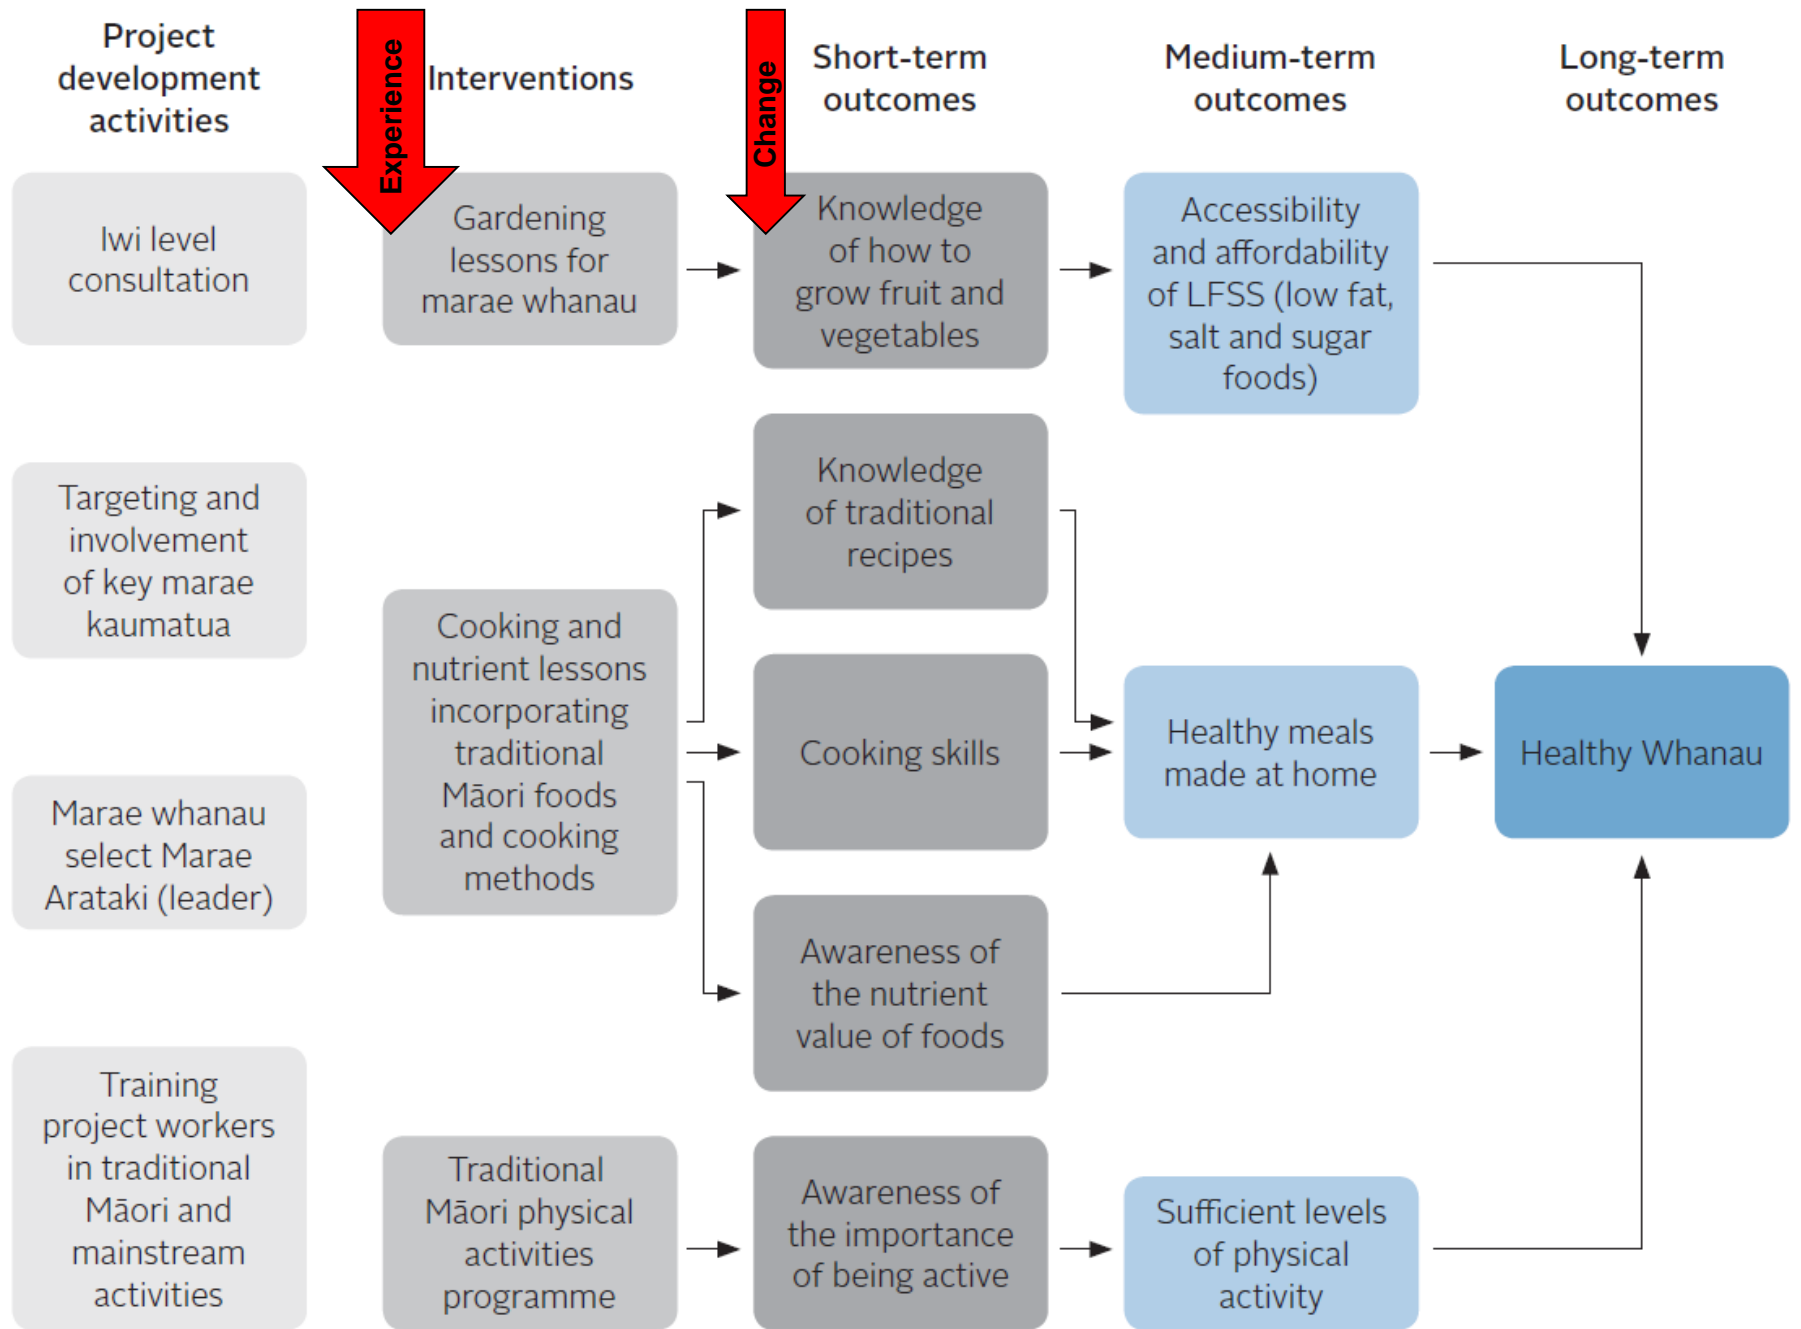 Project
development
activities
Experience
Interventions
Change
Short-term
outcomes
Medium-term
outcomes
Long-term
outcomes
Iwi level
consultation
Gardening
lessons for
marae whanau
Knowledge
of how to
grow fruit and
vegetables
Accessibility
and affordability
of LFSS (low fat,
salt and sugar
foods)
Targeting and
involvement
of key marae
kaumatua
Marae whanau
select Marae
Arataki (leader)
Training
project workers
in traditional
Māori and
mainstream
activities
Cooking and
nutrient lessons
incorporating
traditional
Māori foods
and cooking
methods
Knowledge
of traditional
recipes
Cooking skills
Awareness of
the nutrient
value of foods
Healthy meals
made at home
Healthy Whanau
Traditional
Māori physical
activities
programme
Awareness of
the importance
of being active
Sufficient levels
of physical
activity